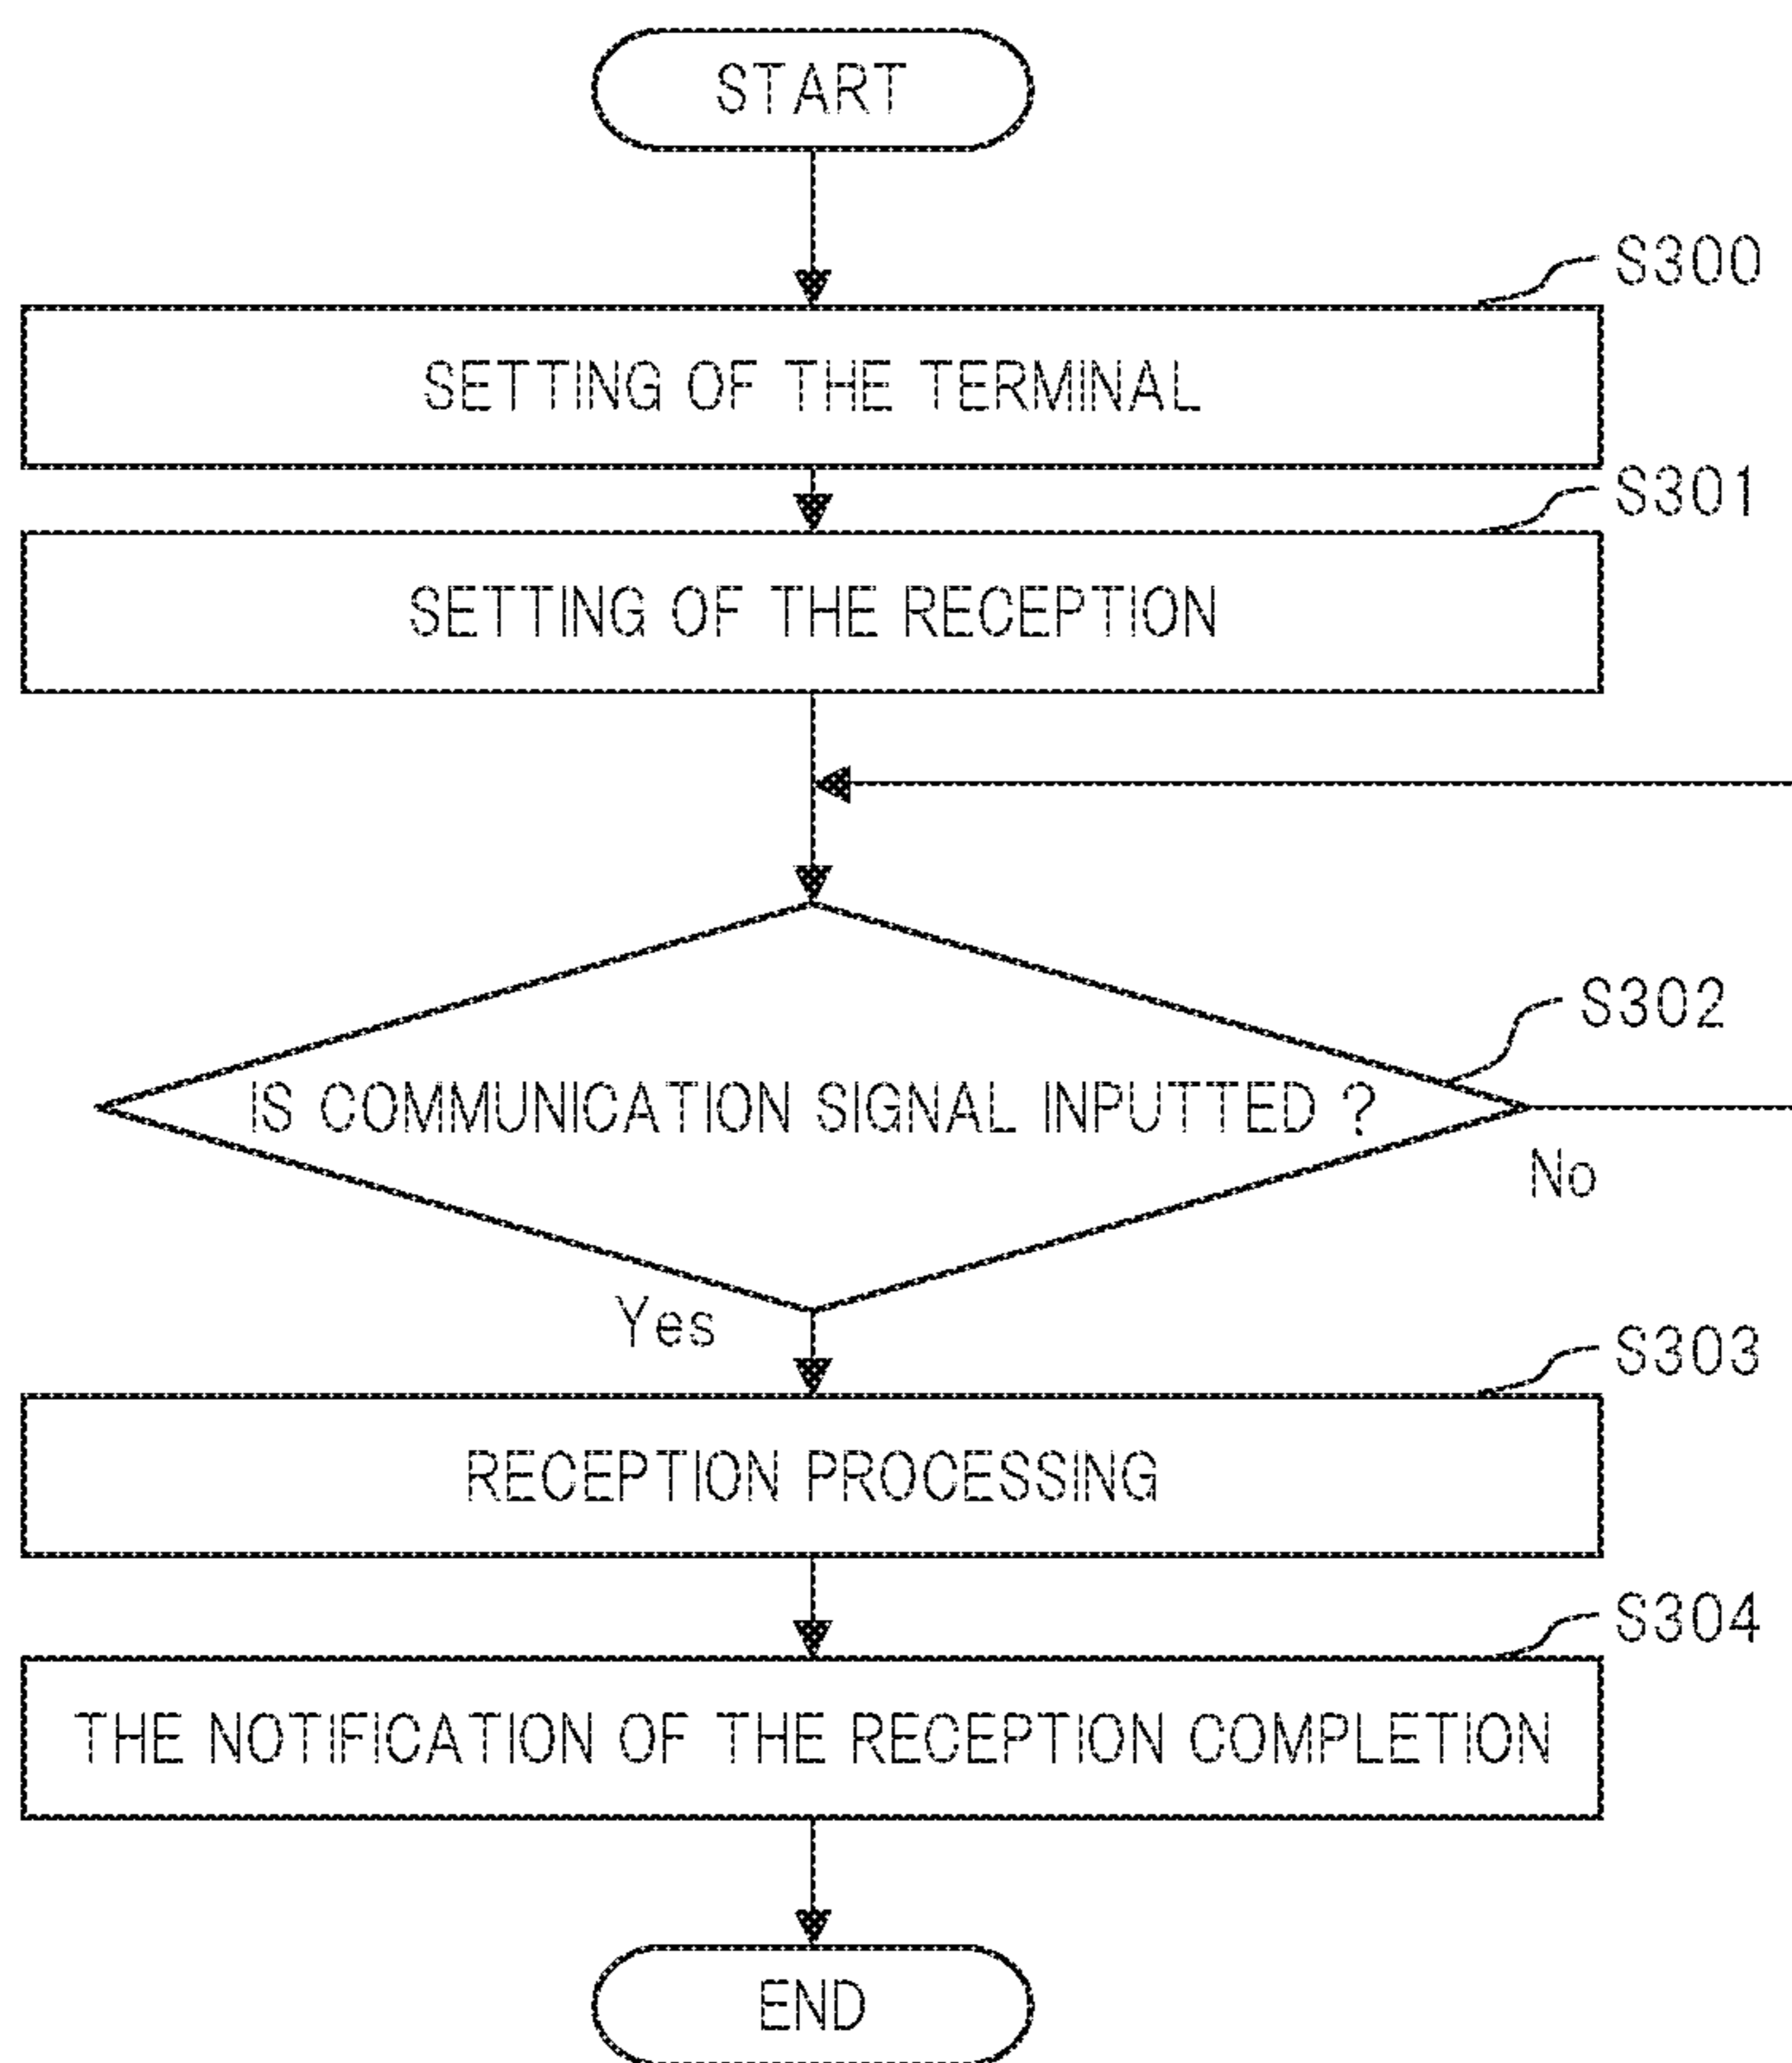 START
S300
SETTING OF THE TERMINAL
S301
SETTING OF THE RECEPTION
S302
IS COMMUNICATION SIGNAL INPUTTED ?
No
Yes
S303
RECEPTION PROCESSING
S304
THE NOTIFICATION OF THE RECEPTION COMPLETION
END